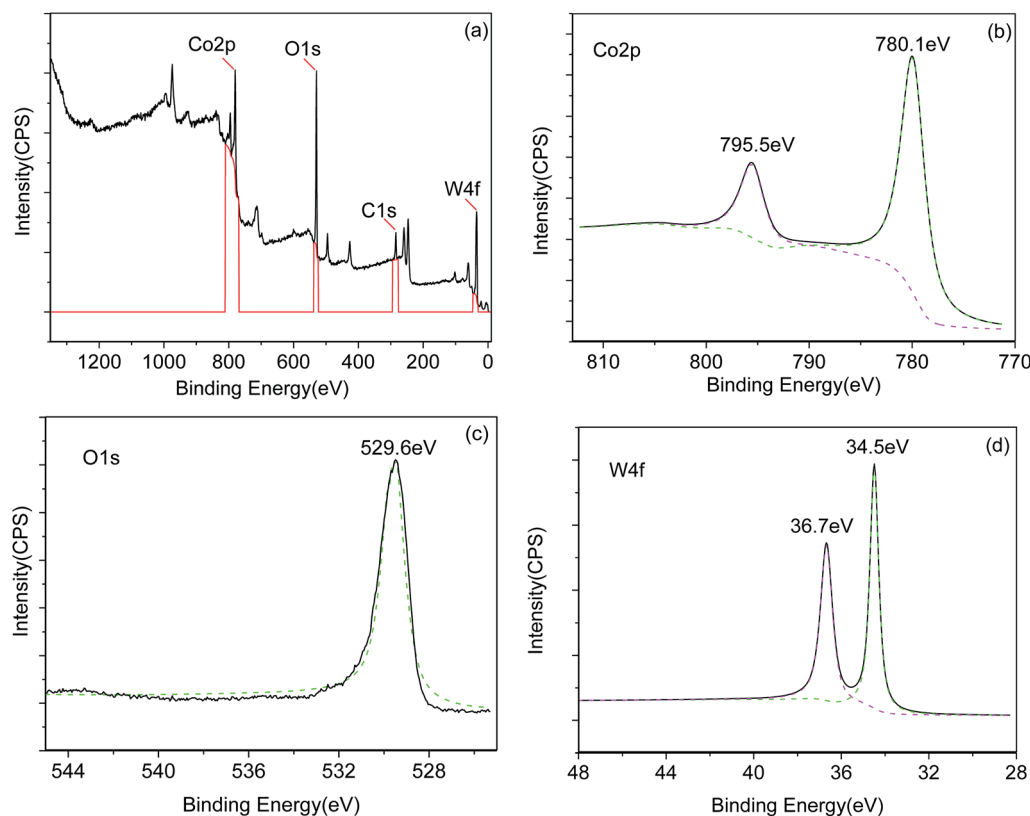 (a)
Co2p
O1s
C1s
W4f
Intensity(CPS)
1200 1000 800 600 400 200 0
Binding Energy(eV)
(b)
Co2p
780.1eV
795.5eV
Intensity(CPS)
810 800 790 780 770
Binding Energy(eV)
(c)
O1s
529.6eV
Intensity(CPS)
544 540 536 532 528
Binding Energy(eV)
(d)
W4f
34.5eV
36.7eV
Intensity(CPS)
48 44 40 36 32 28
Binding Energy(eV)